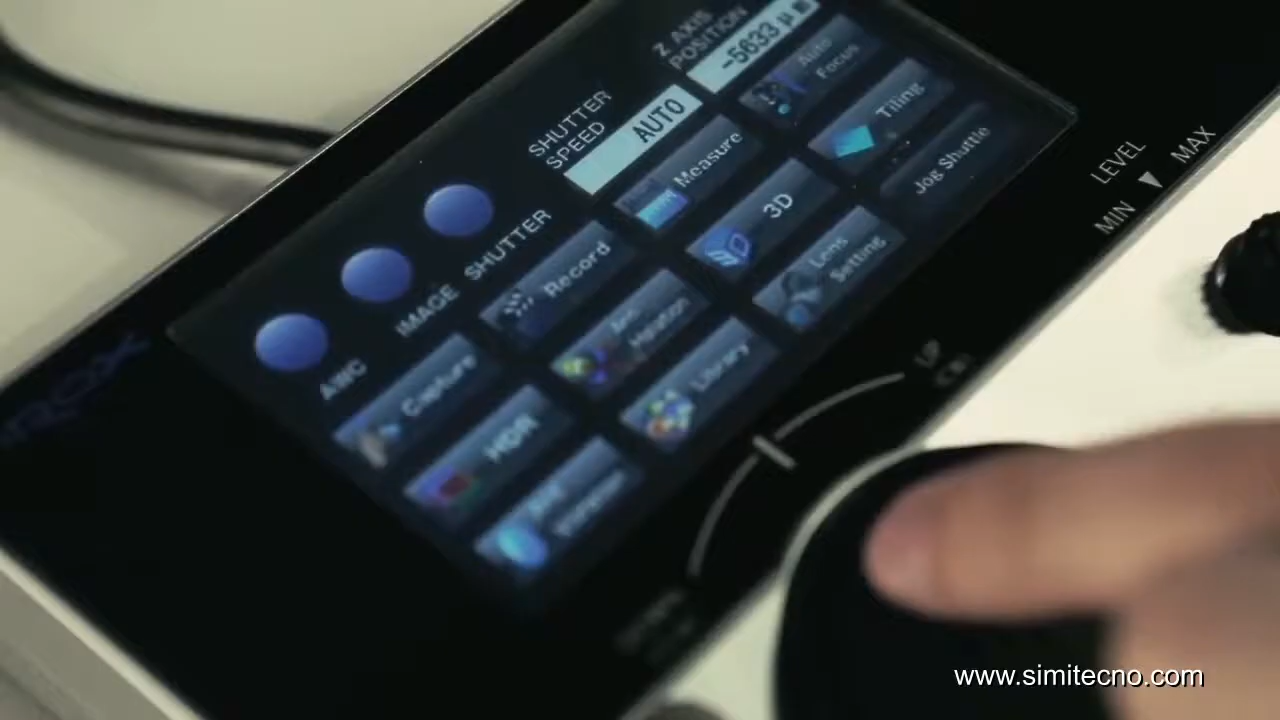 Z AXIS
POSITION
-5633 µ
SHUTTER
SPEED
AUTO
AWC
IMAGE
SHUTTER
Capture
Record
Measure
Auto
Focus
HDR
3D
Tiling
Library
Lens
Setting
Jog Shuttle
LEVEL
MIN
MAX
UP
www.simitecno.com